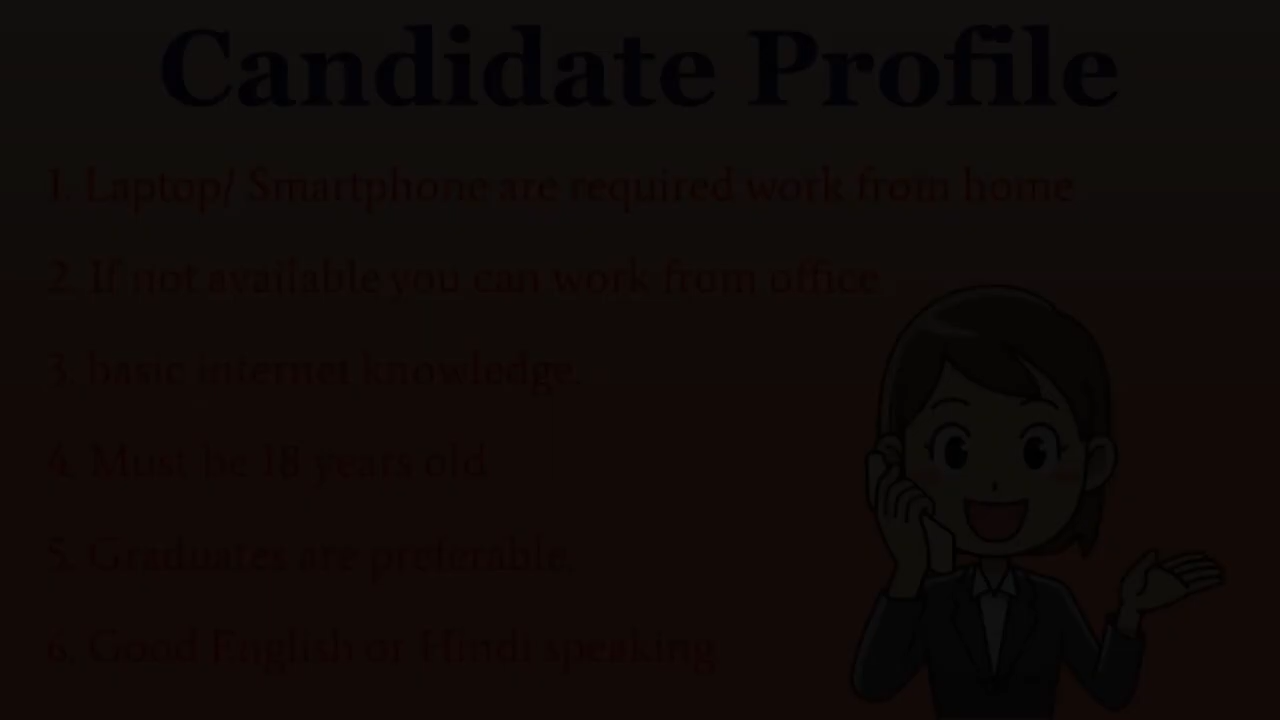 Candidate Profile
1. Laptop/ Smartphone are required work from home
2. If not available you can work from office
3. basic internet knowledge.
4. Must be 18 years old
5. Graduates are preferable.
6. Good English or Hindi speaking